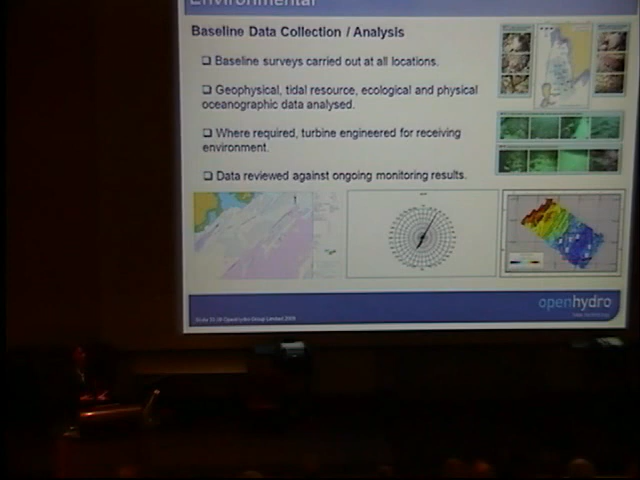 Environmental
Baseline Data Collection / Analysis
❑ Baseline surveys carried out at all locations.
❑ Geophysical, tidal resource, ecological and physical
oceanographic data analysed.
❑ Where required, turbine engineered for receiving
environment.
❑ Data reviewed against ongoing monitoring results.
openhydro